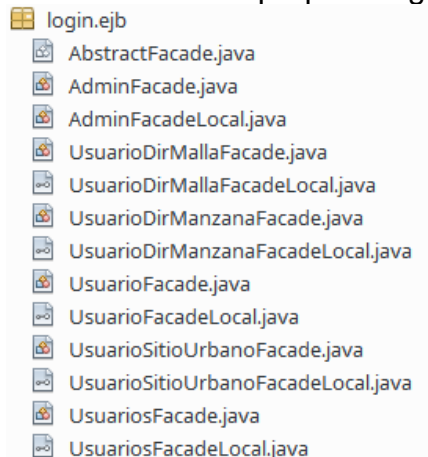 login.ejb
AbstractFacade.java
AdminFacade.java
AdminFacadeLocal.java
UsuarioDirMallaFacade.java
UsuarioDirMallaFacadeLocal.java
UsuarioDirManzanaFacade.java
UsuarioDirManzanaFacadeLocal.java
UsuarioFacade.java
UsuarioFacadeLocal.java
UsuarioSitioUrbanoFacade.java
UsuarioSitioUrbanoFacadeLocal.java
UsuariosFacade.java
UsuariosFacadeLocal.java